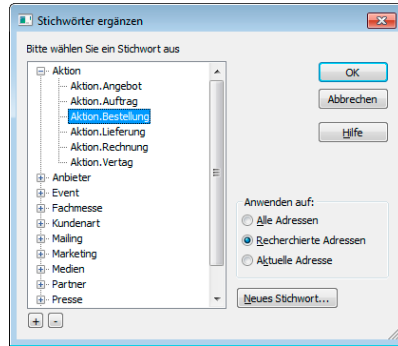 Stichwörter ergänzen
Bitte wählen Sie ein Stichwort aus
Aktion
Aktion.Angebot
Aktion.Auftrag
Aktion.Bestellung
Aktion.Lieferung
Aktion.Rechnung
Aktion.Vertag
Anbieter
Event
Fachmesse
Kundenart
Mailing
Marketing
Medien
Partner
Presse
+ -
OK
Abbrechen
Hilfe
Anwenden auf:
Alle Adressen
Recherchierte Adressen
Aktuelle Adresse
Neues Stichwort...